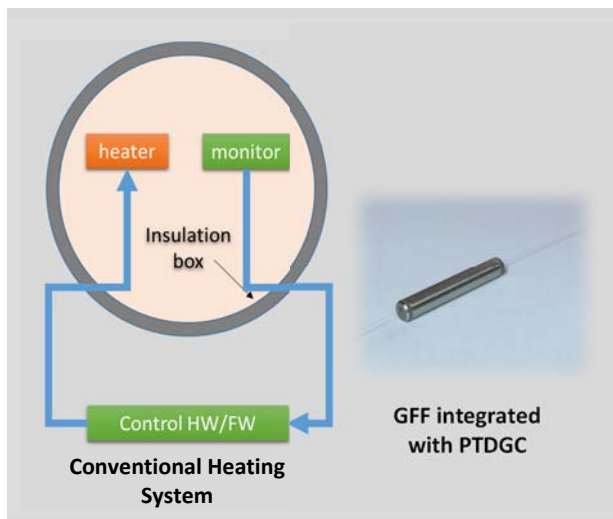 heater
monitor
Insulation
box
Control HW/FW
Conventional Heating
System
GFF integrated
with PTDGC